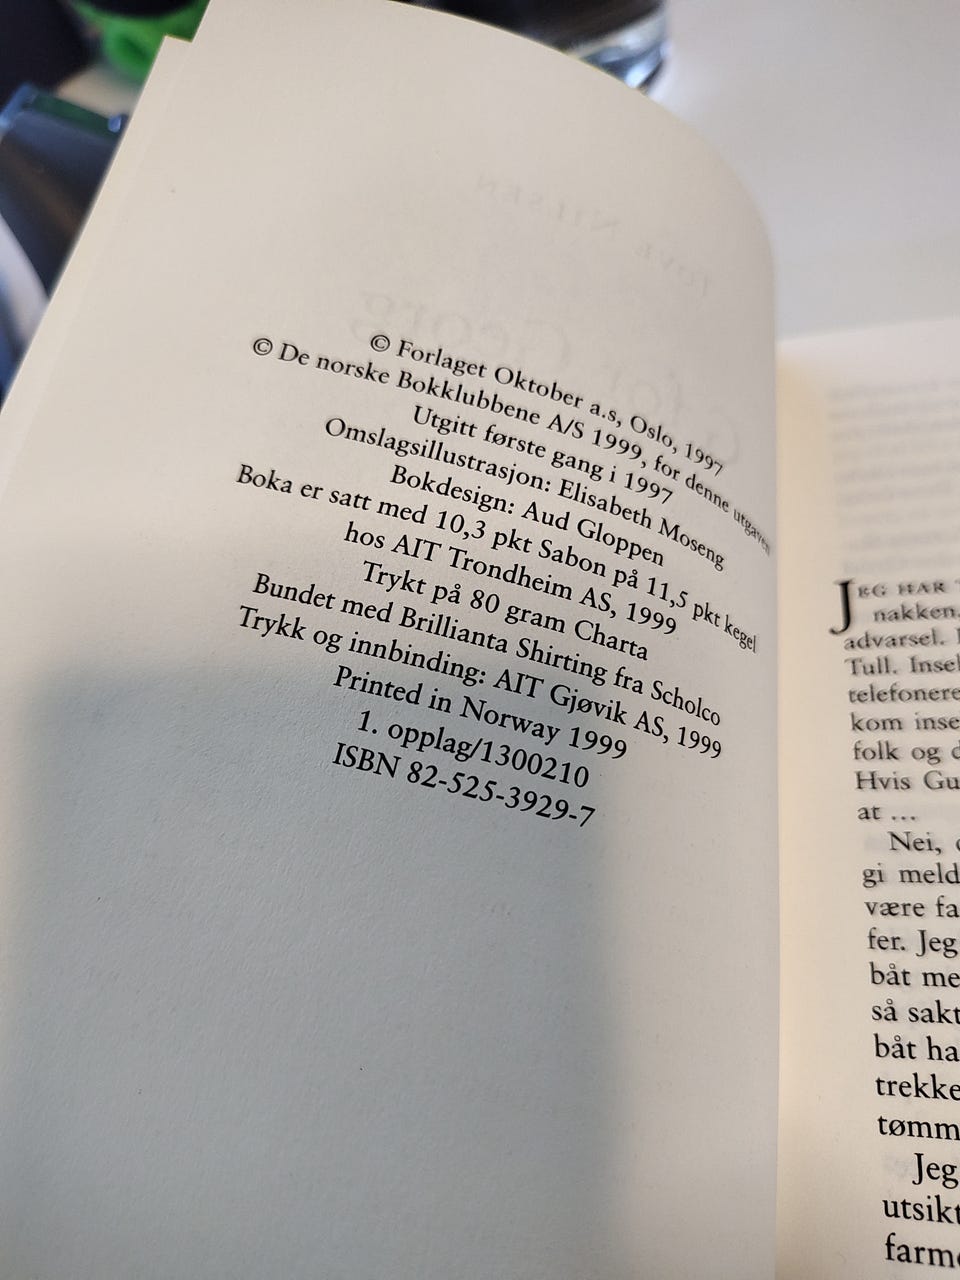 © Forlaget Oktober a.s, Oslo, 1997
© De norske Bokklubbene A/S 1999, for denne utgaven
Utgitt første gang i 1997
Omslagsillustrasjon: Elisabeth Moseng
Bokdesign: Aud Gloppen
Boka er satt med 10,3 pkt Sabon på 11,5 pkt kegel
hos AIT Trondheim AS, 1999
Trykt på 80 gram Charta
Bundet med Brillianta Shirting fra Scholco
Trykk og innbinding: AIT Gjøvik AS, 1999
Printed in Norway 1999
1. opplag/1300210
ISBN 82-525-3929-7
JEG HAR
nakken.
advarsel.
Tull. Inse
telefonere
kom inse
folk og d
Hvis Gu
at ...
Nei,
gi meld
være fa
fer. Jeg
båt me
så sakt
båt ha
trekke
tømm
Jeg
utsikt
farme